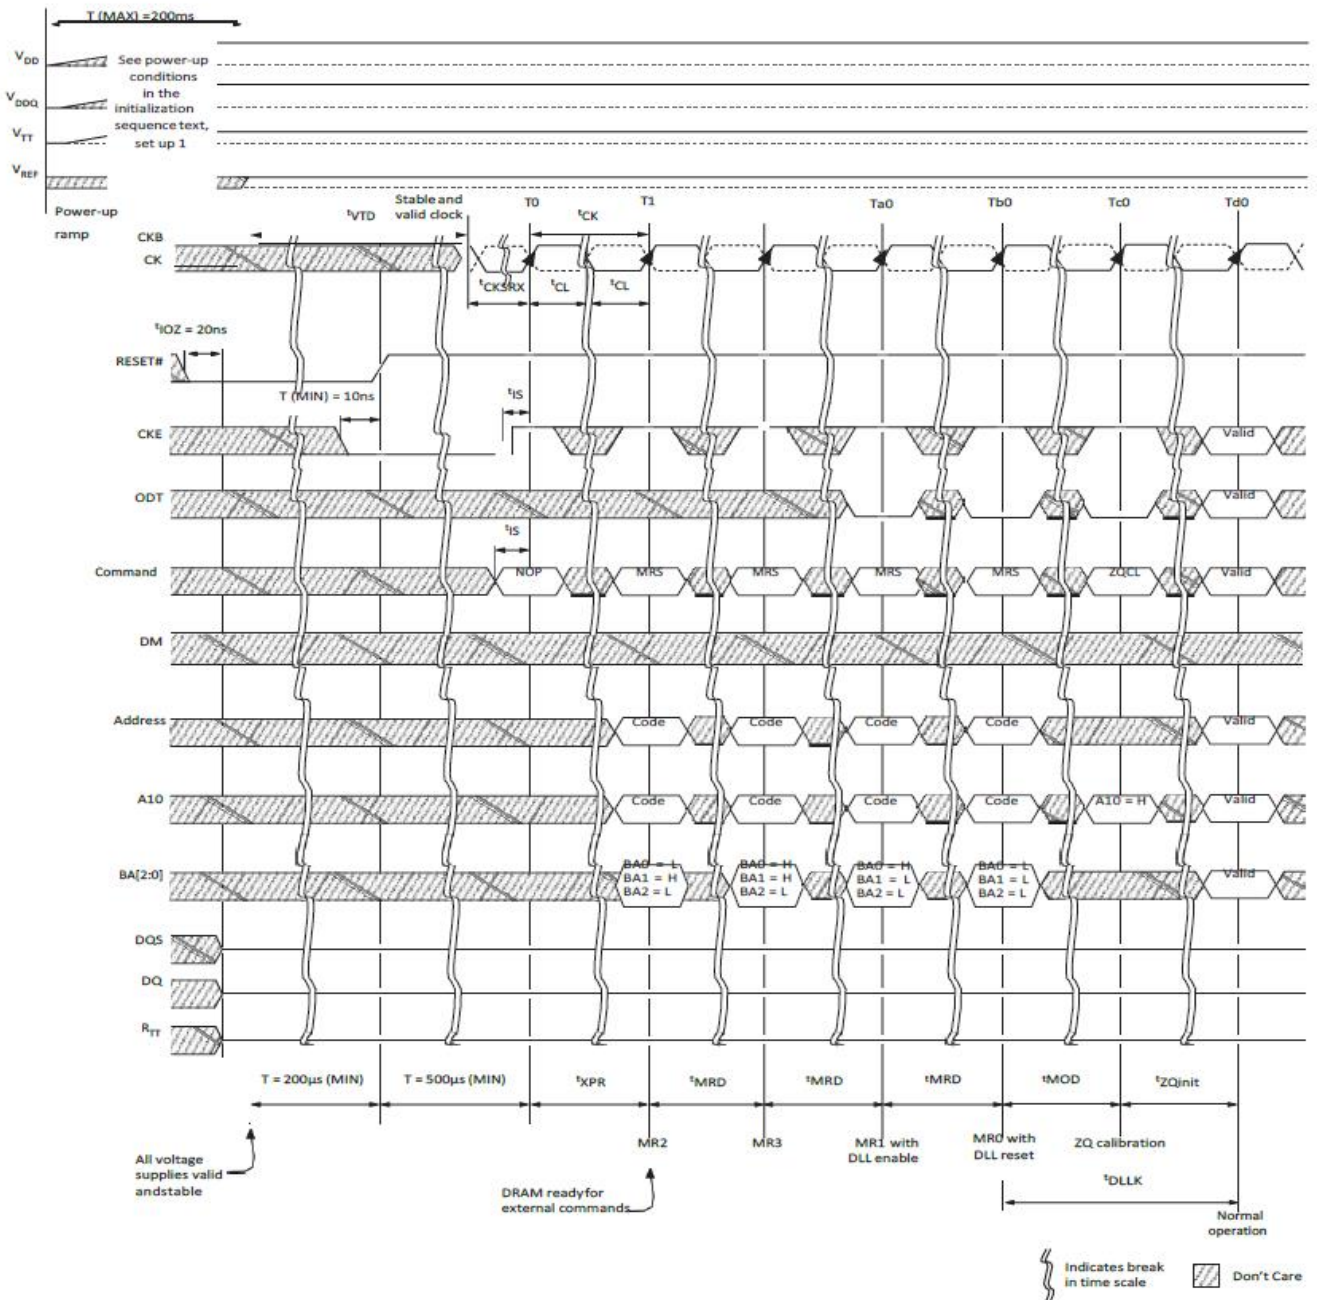 T (MAX) =200ms
VDD
See power-up
conditions
in the
initialization
sequence text,
set up 1
VDDQ
VTT
VREF
Power-up
ramp
tVTD
Stable and
valid clock
T0
tCK
T1
Ta0
Tb0
Tc0
Td0
CKB
CK
tCKSRX
tCL
tCL
tIOZ = 20ns
RESET#
T (MIN) = 10ns
tIS
CKE
Valid
ODT
Valid
tIS
Command
NOP
MRS
MRS
MRS
MRS
ZQCL
Valid
DM
Address
Code
Code
Code
Code
Valid
A10
Code
Code
Code
Code
A10 = H
Valid
BA[2:0]
BA0 = L
BA1 = H
BA2 = L
BA0 = H
BA1 = H
BA2 = L
BA0 = H
BA1 = L
BA2 = L
BA0 = L
BA1 = L
BA2 = L
Valid
DQS
DQ
RTT
T = 200µs (MIN)
T = 500µs (MIN)
tXPR
tMRD
tMRD
tMRD
tMOD
tZQinit
MR2
MR3
MR1 with
DLL enable
MR0 with
DLL reset
ZQ calibration
All voltage
supplies valid
andstable
DRAM readyfor
external commands
tDLLK
Normal
operation
Indicates break
in time scale
Don't Care